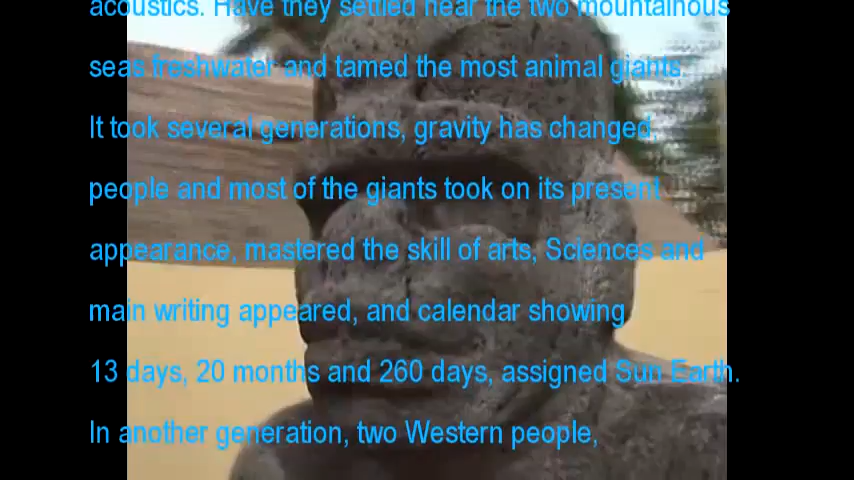 acoustics. Have they settled near the two mountainous
seas freshwater and tamed the most animal giants.
It took several generations, gravity has changed
people and most of the giants took on its present
appearance, mastered the skill of arts, Sciences and
main writing appeared, and calendar showing
13 days, 20 months and 260 days, assigned Sun Earth.
In another generation, two Western people,